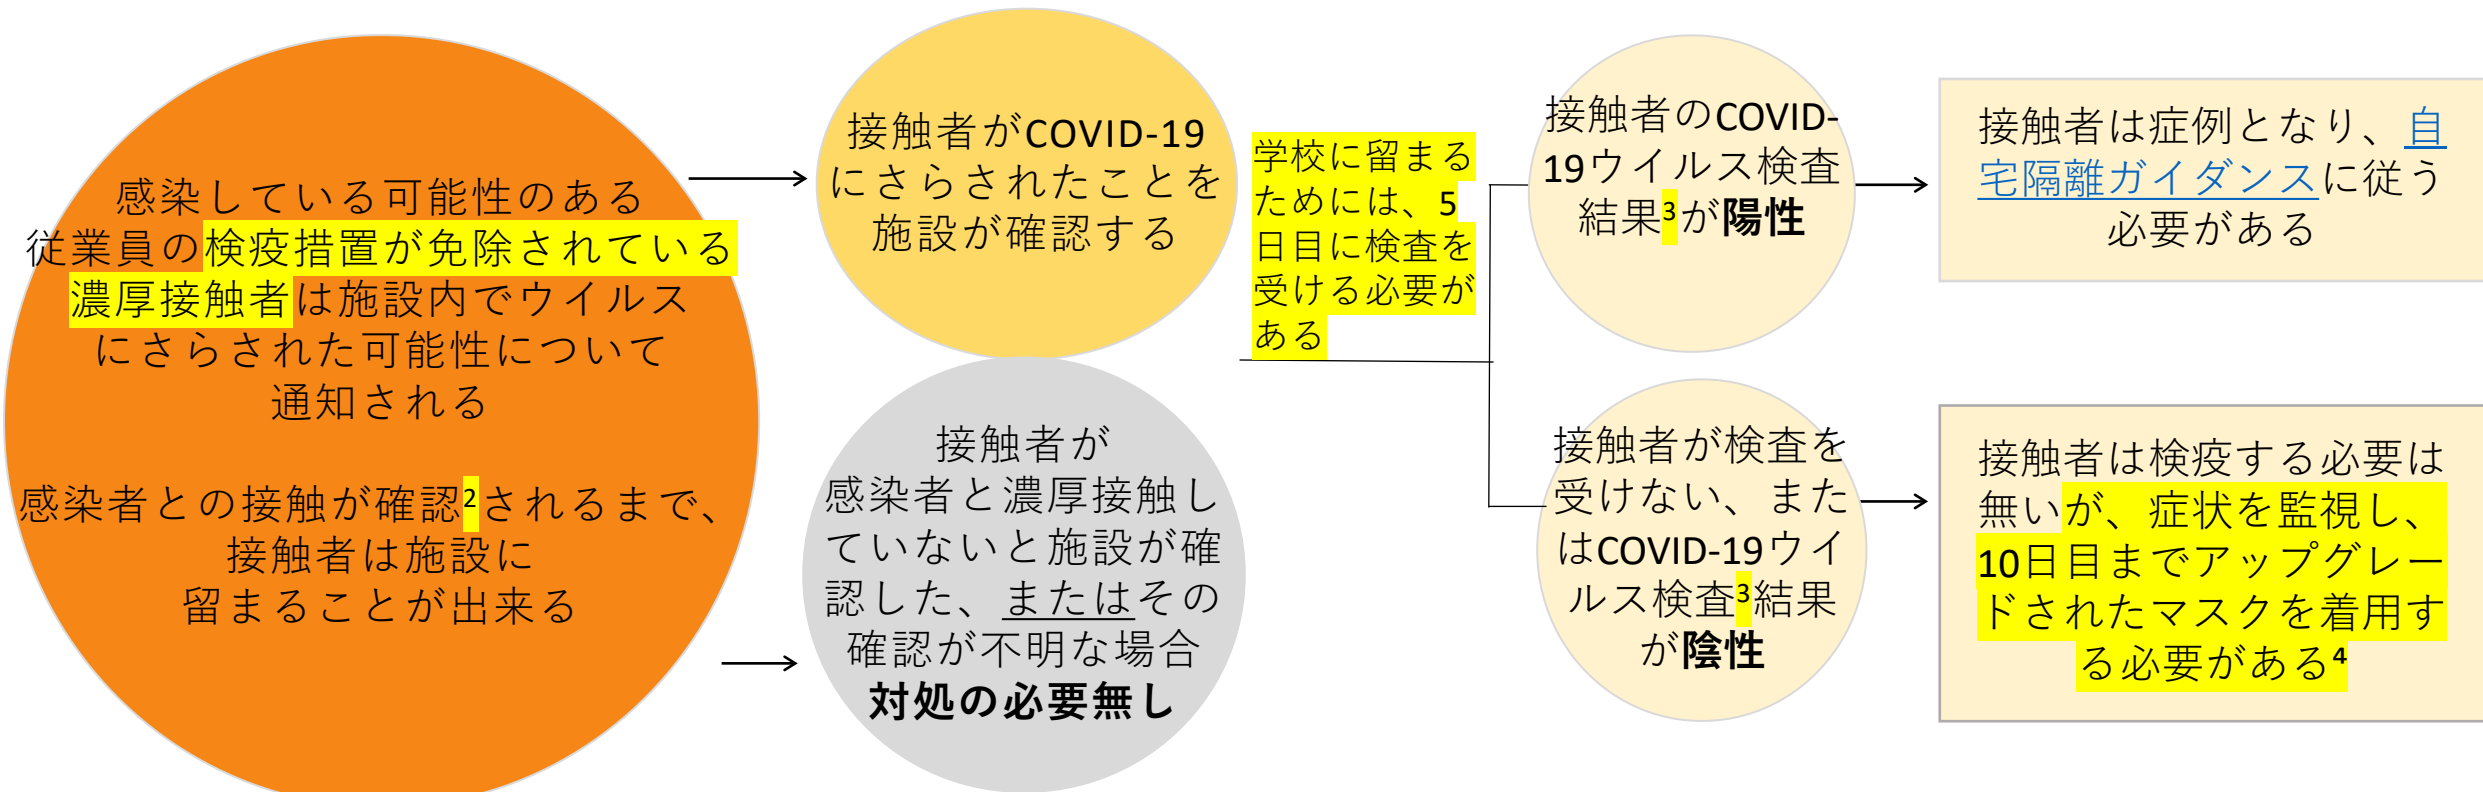 感染している可能性のある
従業員の検疫措置が免除されている
濃厚接触者は施設内でウイルス
にさらされた可能性について
通知される
感染者との接触が確認2されるまで、
接触者は施設に
留まることが出来る
接触者がCOVID-19
にさらされたことを
施設が確認する
接触者が
感染者と濃厚接触し
ていないと施設が確
認した、またはその
確認が不明な場合
対処の必要無し
学校に留まる
ためには、5
日目に検査を
受ける必要が
ある
接触者のCOVID-
19ウイルス検査
結果3が陽性
接触者は症例となり、自
宅隔離ガイダンスに従う
必要がある
接触者が検査を
受けない、また
はCOVID-19ウイ
ルス検査3結果
が陰性
接触者は検疫する必要は
無いが、症状を監視し、
10日目までアップグレー
ドされたマスクを着用す
る必要がある4